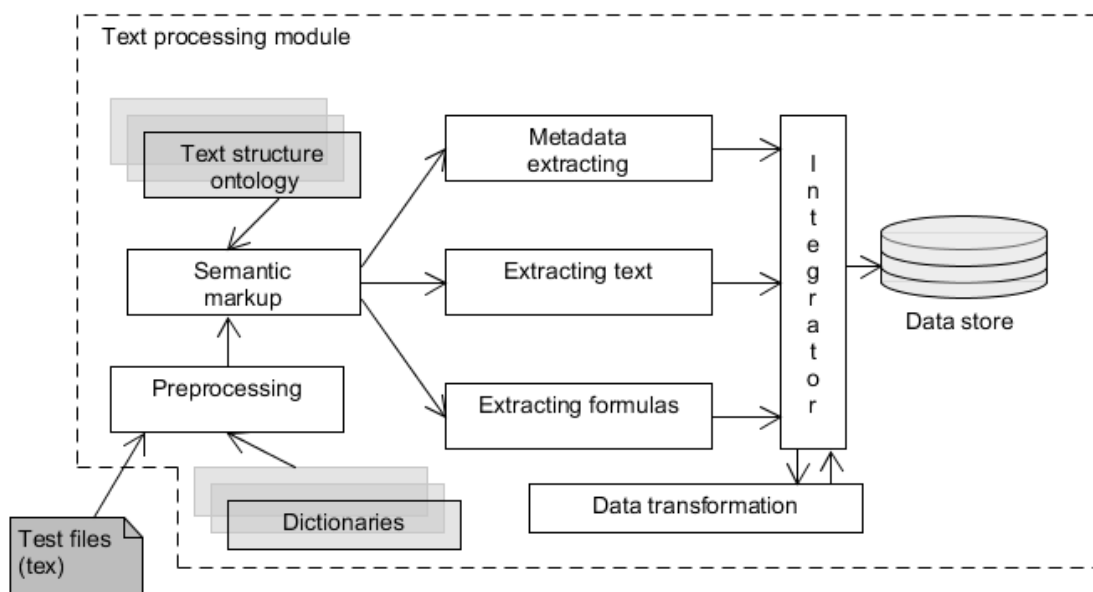 Text processing module
Text structure
ontology
Metadata
extracting
Integrator
Semantic
markup
Extracting text
Data store
Preprocessing
Extracting formulas
Data transformation
Dictionaries
Test files
(tex)